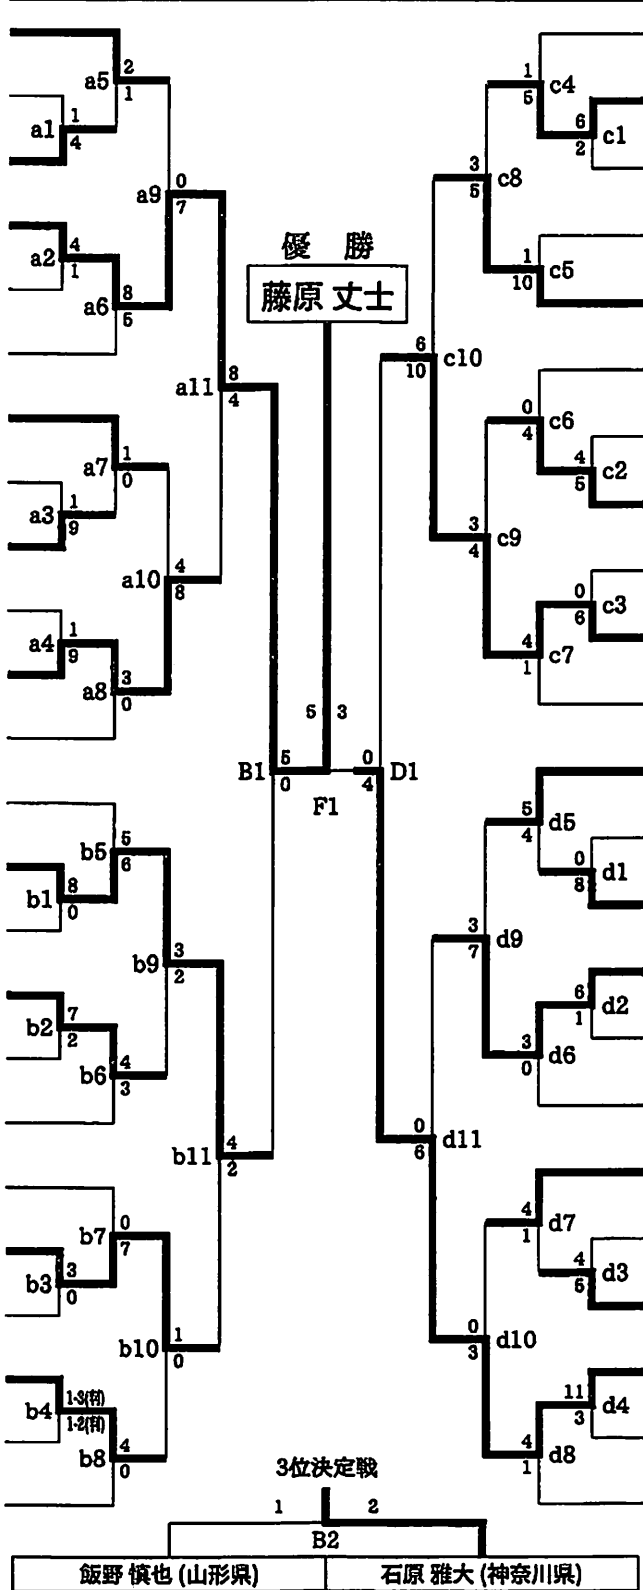 優 勝
藤原 丈士
a5 2 1
a1 1 4
a9 0 7
a2 4 1
a6 8 5
a11 8 4
a7 1 0
a3 1 9
a10 4 8
a4 1 9
a8 3 0
B1 5 0
5 3
F1
b5 5 6
b1 8 0
b9 3 2
b2 7 2
b6 4 3
b11 4 2
b7 0 7
b3 3 0
b10 1 0
b4 1-3(判) 1-2(判)
b8 4 0
1 5 c4
6 2 c1
3 5 c8
1 10 c5
6 10 c10
0 4 c6
4 5 c2
3 4 c9
0 6 c3
4 1 c7
0 4 D1
5 4 d5
0 8 d1
3 7 d9
6 1 d2
3 0 d6
0 6 d11
4 1 d7
4 5 d3
0 3 d10
11 3 d4
4 1 d8
3位決定戦
1 2
B2
飯野 慎也 (山形県)
石原 雅大 (神奈川県)